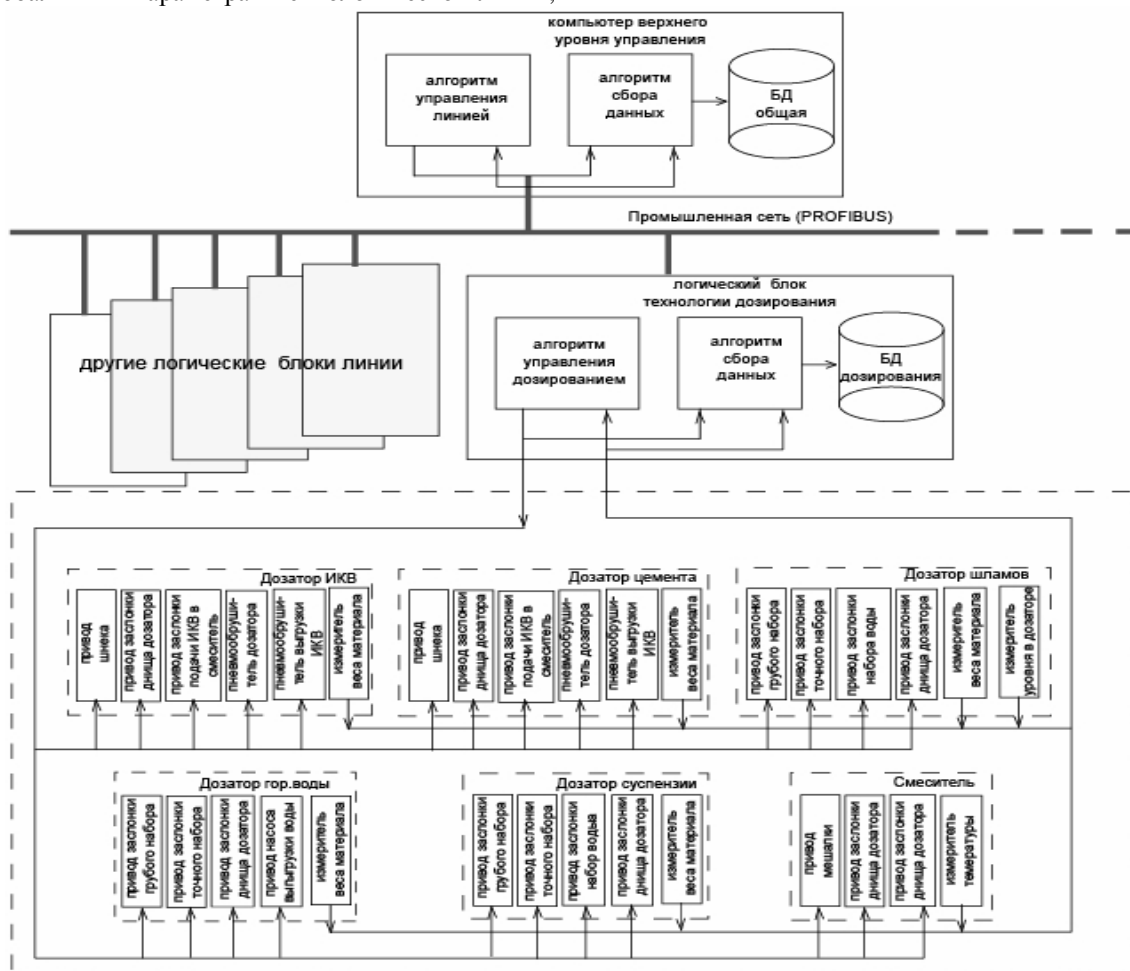 компьютер верхнего
уровня управления
алгоритм
управления
линией
алгоритм
сбора
данных
БД
общая
Промышленная сеть (PROFIBUS)
другие логические блоки линии
логический блок
технологии дозирования
алгоритм
управления
дозированием
алгоритм
сбора
данных
БД
дозирования
Дозатор ИКВ
привод
шнека
привод заслонки
днища дозатора
привод заслонки
подачи ИКВ в
смеситель
пневмообруши-
тель дозатора
пневмообруши-
тель выгрузки
ИКВ
измеритель
веса материала
Дозатор цемента
привод
шнека
привод заслонки
днища дозатора
привод заслонки
подачи ИКВ в
смеситель
пневмообруши-
тель дозатора
пневмообруши-
тель выгрузки
ИКВ
измеритель
веса материала
Дозатор шламов
привод заслонки
грубого набора
привод заслонки
точного набора
привод заслонки
набора воды
привод заслонки
днища дозатора
измеритель
веса материала
измеритель
уровня в дозаторе
Дозатор гор.воды
привод заслонки
грубого набора
привод заслонки
точного набора
привод заслонки
днища дозатора
привод насоса
выпыгрузки воды
измеритель
веса материала
Дозатор суспензии
привод заслонки
грубого набора
привод заслонки
точного набора
привод заслонки
набор водыа
привод заслонки
днища дозатора
измеритель
веса материала
Смеситель
привод
мешалки
привод заслонки
днища дозатора
привод заслонки
днища дозатора
измеритель
темературы